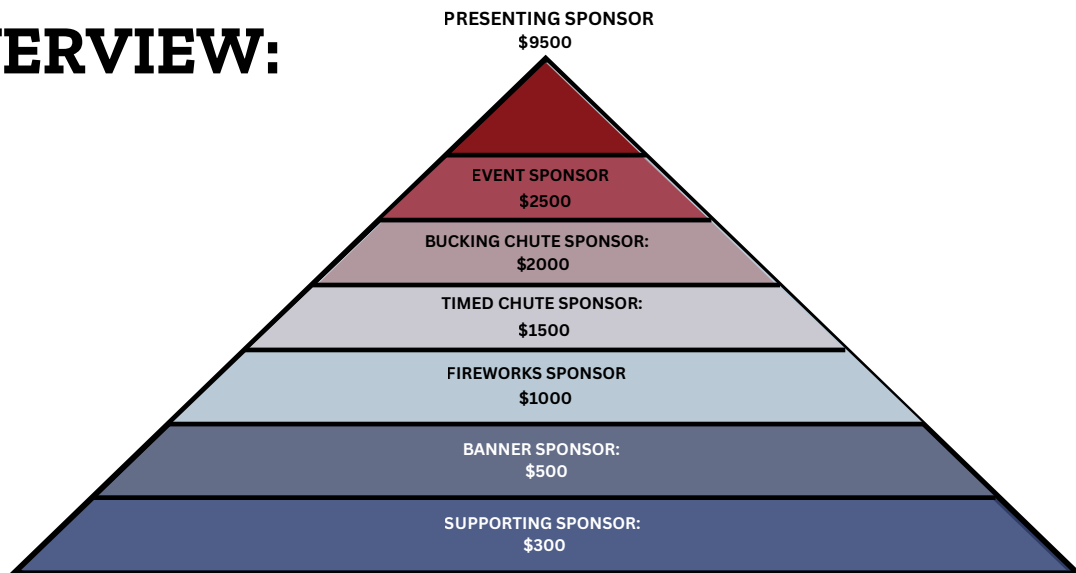 VERVIEW:
PRESENTING SPONSOR
$9500
EVENT SPONSOR
$2500
BUCKING CHUTE SPONSOR:
$2000
TIMED CHUTE SPONSOR:
$1500
FIREWORKS SPONSOR
$1000
BANNER SPONSOR:
$500
SUPPORTING SPONSOR:
$300